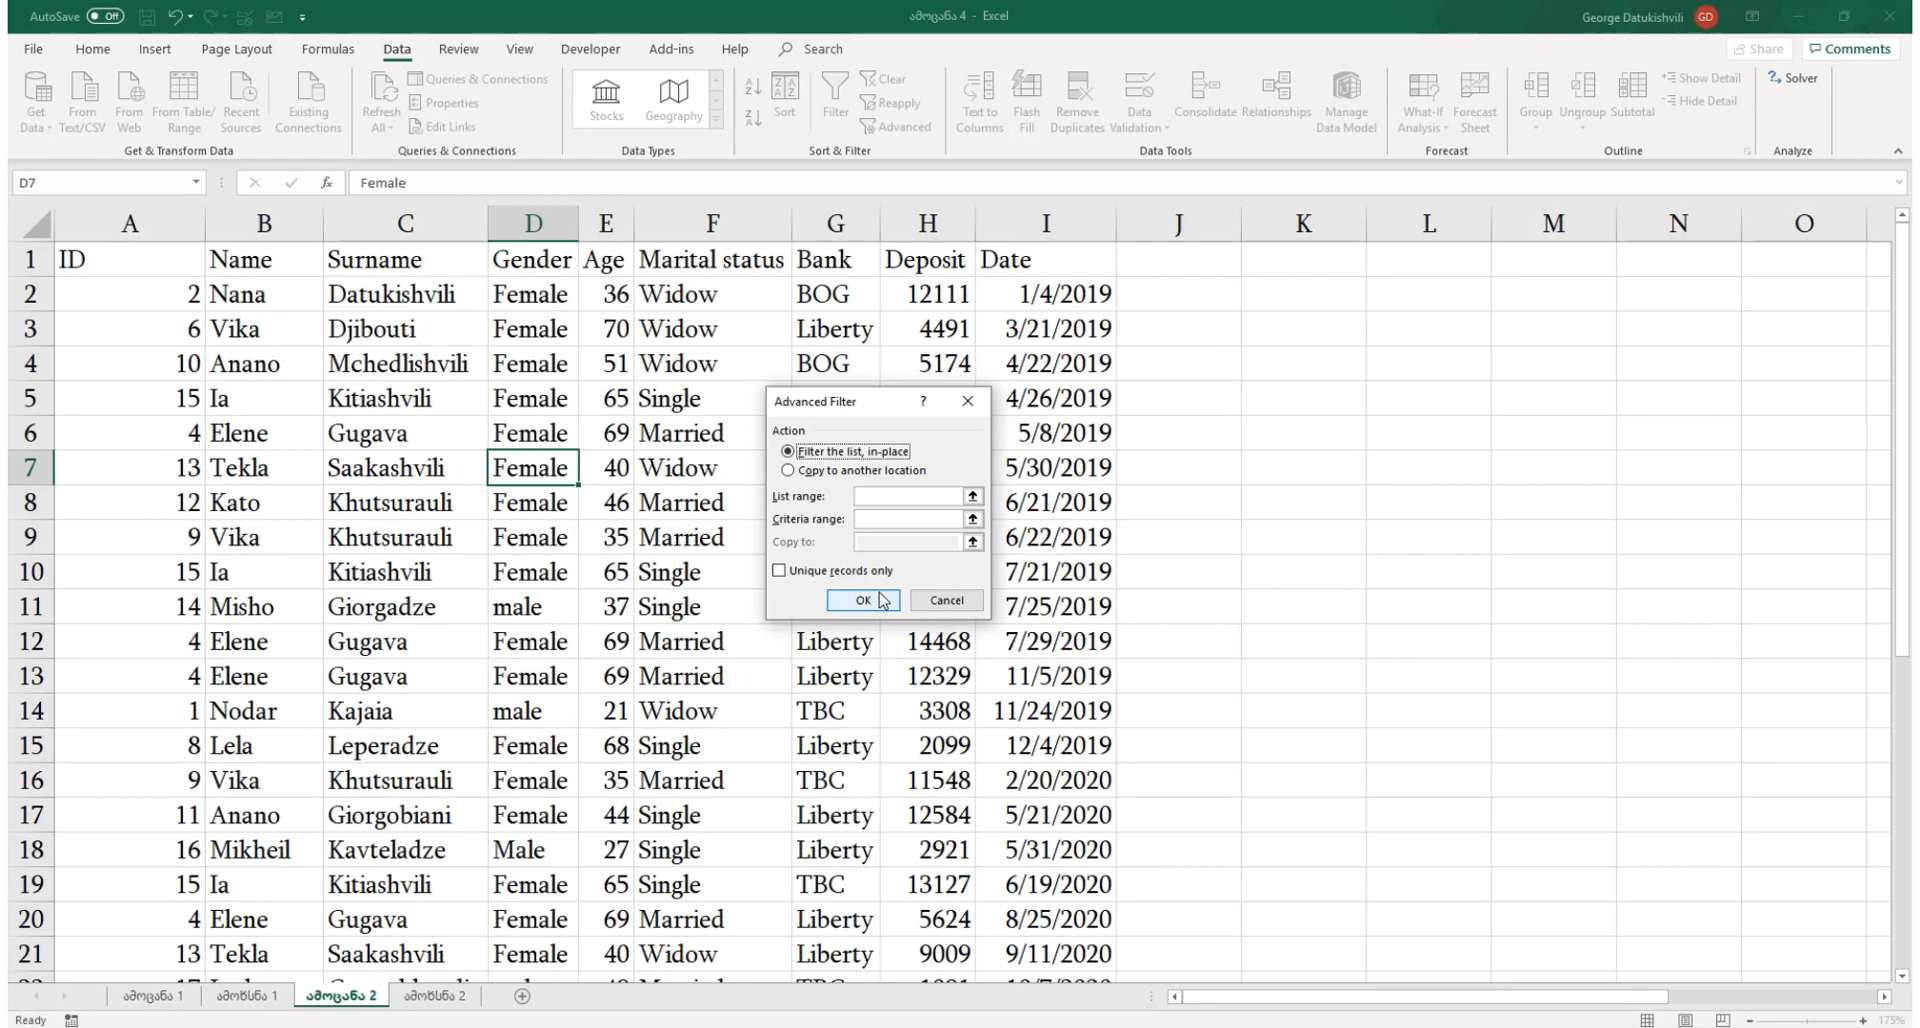 AutoSave Off
ამოცანა 4 - Excel
George Datukishvili GD
File Home Insert Page Layout Formulas Data Review View Developer Add-ins Help Search
Share Comments
Get Data
From Text/CSV
From Web
From Table/ Range
Recent Sources
Existing Connections
Get & Transform Data
Refresh All
Queries & Connections
Properties
Edit Links
Queries & Connections
Stocks Geography
Data Types
Sort Filter
Clear
Reapply
Advanced
Sort & Filter
Text to Columns
Flash Fill
Remove Duplicates
Data Validation
Consolidate
Relationships
Manage Data Model
Data Tools
What-If Analysis
Forecast Sheet
Forecast
Group Ungroup Subtotal
Show Detail
Hide Detail
Outline
Solver
Analyze
D7 fx Female
A B C D E F G H I J K L M N O
1 ID Name Surname Gender Age Marital status Bank Deposit Date
2 2 Nana Datukishvili Female 36 Widow BOG 12111 1/4/2019
3 6 Vika Djibouti Female 70 Widow Liberty 4491 3/21/2019
4 10 Anano Mchedlishvili Female 51 Widow BOG 5174 4/22/2019
5 15 Ia Kitiashvili Female 65 Single 4/26/2019
6 4 Elene Gugava Female 69 Married 5/8/2019
7 13 Tekla Saakashvili Female 40 Widow 5/30/2019
8 12 Kato Khutsurauli Female 46 Married 6/21/2019
9 9 Vika Khutsurauli Female 35 Married 6/22/2019
10 15 Ia Kitiashvili Female 65 Single 7/21/2019
11 14 Misho Giorgadze male 37 Single 7/25/2019
12 4 Elene Gugava Female 69 Married Liberty 14468 7/29/2019
13 4 Elene Gugava Female 69 Married Liberty 12329 11/5/2019
14 1 Nodar Kajaia male 21 Widow TBC 3308 11/24/2019
15 8 Lela Leperadze Female 68 Single Liberty 2099 12/4/2019
16 9 Vika Khutsurauli Female 35 Married TBC 11548 2/20/2020
17 11 Anano Giorgobiani Female 44 Single Liberty 12584 5/21/2020
18 16 Mikheil Kavteladze Male 27 Single Liberty 2921 5/31/2020
19 15 Ia Kitiashvili Female 65 Single TBC 13127 6/19/2020
20 4 Elene Gugava Female 69 Married Liberty 5624 8/25/2020
21 13 Tekla Saakashvili Female 40 Widow Liberty 9009 9/11/2020
Advanced Filter ?
Action
Filter the list, in-place
Copy to another location
List range:
Criteria range:
Copy to:
Unique records only
OK Cancel
ამოცანა 1 ამოხსნა 1 ამოცანა 2 ამოხსნა 2
Ready
175%